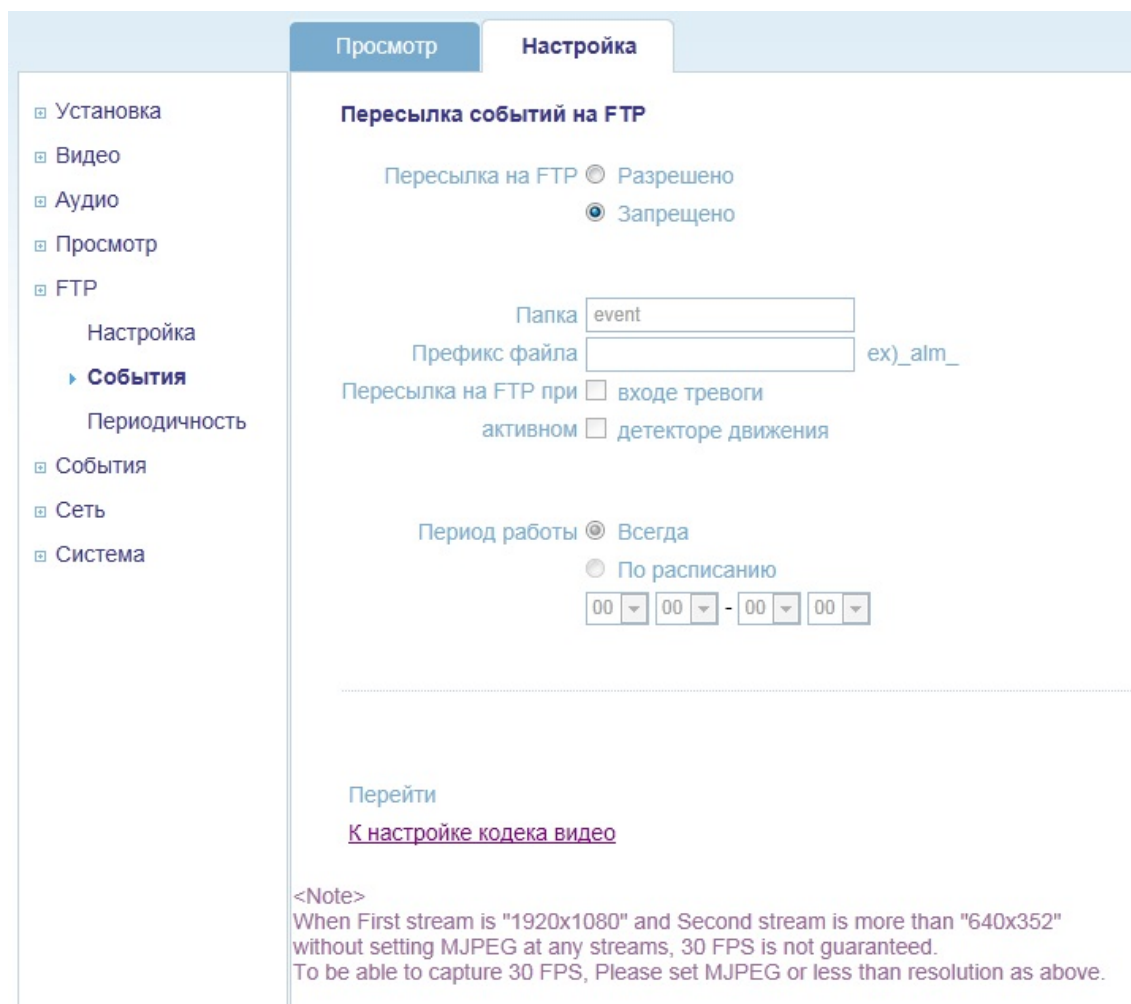 Просмотр
Настройка
Установка
Видео
Аудио
Просмотр
FTP
Настройка
События
Периодичность
События
Сеть
Система
Пересылка событий на FTP
Пересылка на FTP Разрешено
Запрещено
Папка event
Префикс файла ex)_alm_
Пересылка на FTP при входе тревоги
активном детекторе движения
Период работы Всегда
По расписанию
00 00 - 00 00
Перейти
К настройке кодека видео
<Note>
When First stream is "1920x1080" and Second stream is more than "640x352"
without setting MJPEG at any streams, 30 FPS is not guaranteed.
To be able to capture 30 FPS, Please set MJPEG or less than resolution as above.